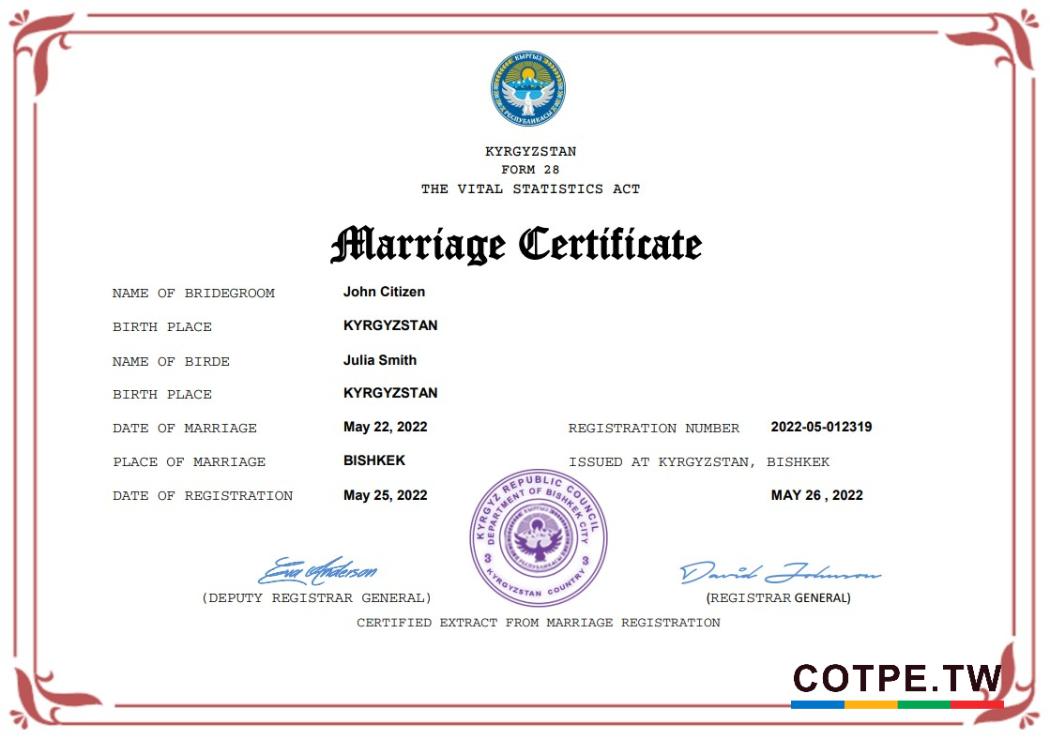 КЫРГЫЗ
РЕСПУБЛИКАСЫ
KYRGYZSTAN
FORM 28
THE VITAL STATISTICS ACT
Marriage Certificate
NAME OF BRIDEGROOM John Citizen
BIRTH PLACE KYRGYZSTAN
NAME OF BIRDE Julia Smith
BIRTH PLACE KYRGYZSTAN
DATE OF MARRIAGE May 22, 2022 REGISTRATION NUMBER 2022-05-012319
PLACE OF MARRIAGE BISHKEK ISSUED AT KYRGYZSTAN, BISHKEK
DATE OF REGISTRATION May 25, 2022 MAY 26 , 2022
KYRGYZ REPUBLIC COUNCIL
DEPARTMENT OF BISHKEK CITY
КЫРГЫЗ
РЕСПУБЛИКАСЫ
3 KYRGYZSTAN COUNTRY 3
Eva Anderson David Johnson
(DEPUTY REGISTRAR GENERAL) (REGISTRAR GENERAL)
CERTIFIED EXTRACT FROM MARRIAGE REGISTRATION
COTPE.TW